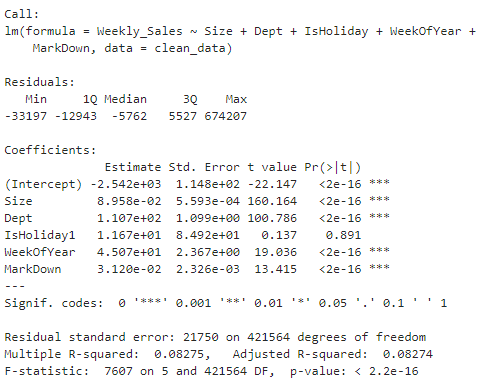 Call:
lm(formula = Weekly_Sales ~ Size + Dept + IsHoliday + WeekOfYear +
    MarkDown, data = clean_data)

Residuals:
   Min     1Q Median     3Q    Max
-33197 -12943  -5762   5527 674207

Coefficients:
              Estimate Std. Error t value Pr(>|t|)
(Intercept) -2.542e+03  1.148e+02 -22.147   <2e-16 ***
Size         8.958e-02  5.593e-04 160.164   <2e-16 ***
Dept         1.107e+02  1.099e+00 100.786   <2e-16 ***
IsHoliday1   1.167e+01  8.492e+01   0.137    0.891
WeekOfYear   4.507e+01  2.367e+00  19.036   <2e-16 ***
MarkDown     3.120e-02  2.326e-03  13.415   <2e-16 ***
---
Signif. codes:  0 '***' 0.001 '**' 0.01 '*' 0.05 '.' 0.1 ' ' 1

Residual standard error: 21750 on 421564 degrees of freedom
Multiple R-squared:  0.08275,	Adjusted R-squared:  0.08274
F-statistic:  7607 on 5 and 421564 DF,  p-value: < 2.2e-16